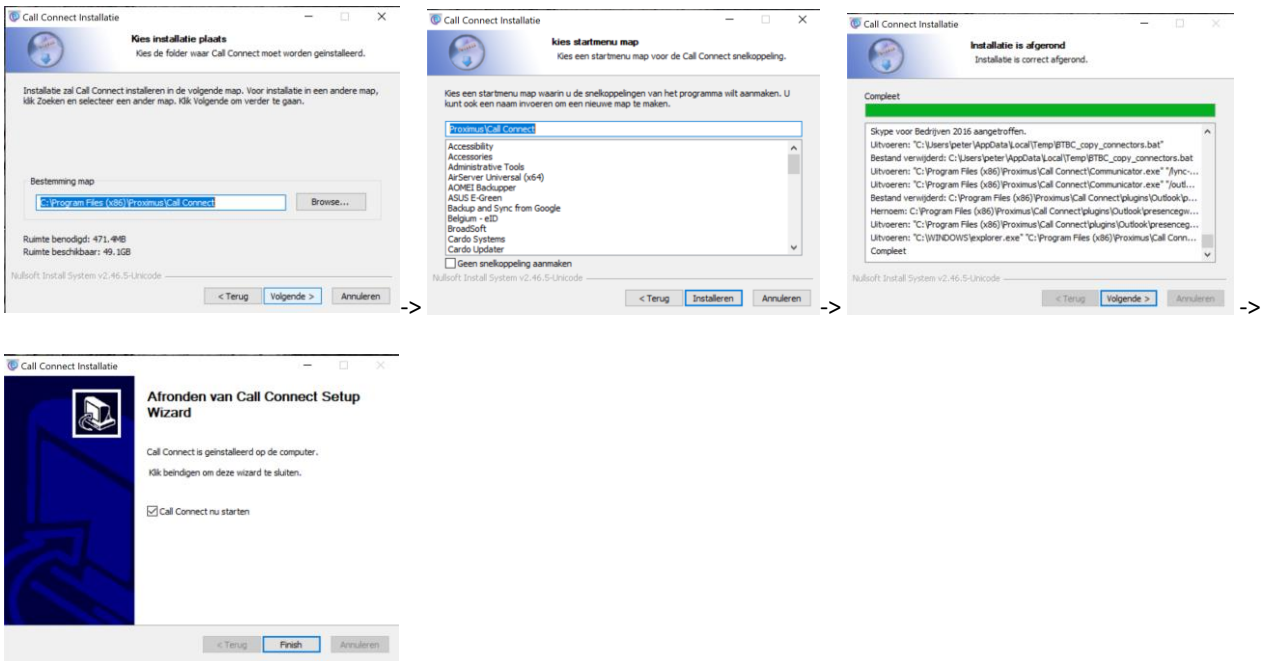 Call Connect Installatie
Kies installatie plaats
Kies de folder waar Call Connect moet worden geinstalleerd.
Installatie zal Call Connect installeren in de volgende map. Voor installatie in een andere map,
klik Zoeken en selecteer een ander map. Klik Volgende om verder te gaan.
Bestemming map
C:\Program Files (x86)\Proximus\Call Connect
Browse...
Ruimte benodigd: 471.4MB
Ruimte beschikbaar: 49.1GB
Nullsoft Install System v2.46.5-Unicode
< Terug Volgende > Annuleren
->
Call Connect Installatie
kies startmenu map
Kies een startmenu map voor de Call Connect snelkoppeling.
Kies een startmenu map waarin u de snelkoppelingen van het programma wilt aanmaken. U
kunt ook een naam invoeren om een nieuwe map te maken.
Proximus\Call Connect
Accessibility
Accessories
Administrative Tools
AirServer Universal (x64)
AOMEI Backupper
ASUS E-Green
Backup and Sync from Google
Belgium - eID
BroadSoft
Cardo Systems
Cardo Updater
Geen snelkoppeling aanmaken
Nullsoft Install System v2.46.5-Unicode
< Terug Installeren Annuleren
->
Call Connect Installatie
Installatie is afgerond
Installatie is correct afgerond.
Compleet
Skype voor Bedrijven 2016 aangetroffen.
Uitvoeren: "C:\Users\peter\AppData\Local\Temp\BTBC_copy_connectors.bat"
Bestand verwijderd: C:\Users\peter\AppData\Local\Temp\BTBC_copy_connectors.bat
Uitvoeren: "C:\Program Files (x86)\Proximus\Call Connect\Communicator.exe" "/lync-...
Uitvoeren: "C:\Program Files (x86)\Proximus\Call Connect\Communicator.exe" "/outl...
Bestand verwijderd: C:\Program Files (x86)\Proximus\Call Connect\plugins\Outlook\p...
Hernoem: C:\Program Files (x86)\Proximus\Call Connect\plugins\Outlook\presencegw...
Uitvoeren: "C:\Program Files (x86)\Proximus\Call Connect\plugins\Outlook\presenceg...
Uitvoeren: "C:\WINDOWS\explorer.exe" "C:\Program Files (x86)\Proximus\Call Conn...
Compleet
Nullsoft Install System v2.46.5-Unicode
< Terug Volgende > Annuleren
->
Call Connect Installatie
Afronden van Call Connect Setup
Wizard
Call Connect is geinstalleerd op de computer.
Klik beindigen om deze wizard te sluiten.
Call Connect nu starten
< Terug Finish Annuleren